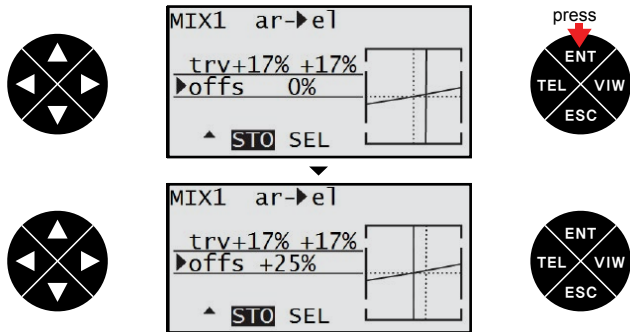 press
MIX1 ar-▶el
trv+17% +17%
▶offs 0%
STO SEL
ENT
TEL VIW
ESC
MIX1 ar-▶el
trv+17% +17%
▶offs +25%
STO SEL
ENT
TEL VIW
ESC